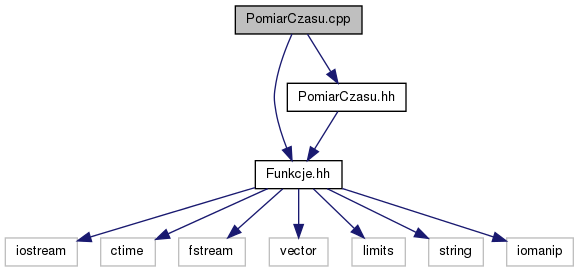 PomiarCzasu.cpp
PomiarCzasu.hh
Funkcje.hh
iostream
ctime
fstream
vector
limits
string
iomanip